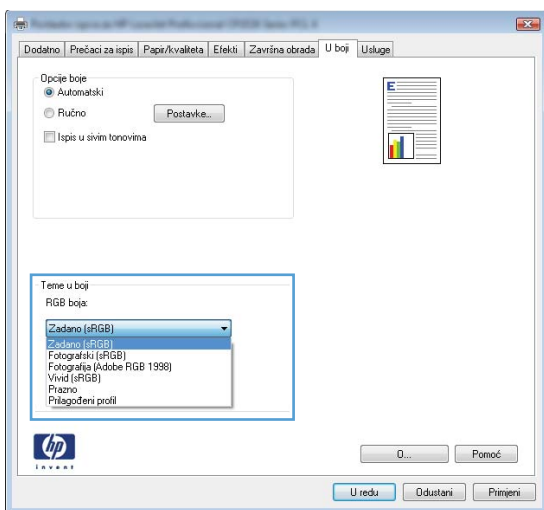 Dodatno Prečaci za ispis Papir/kvaliteta Efekti Završna obrada U boji Usluge
Opcije boje
Automatski
Ručno Postavke...
Ispis u sivim tonovima
E
Teme u boji
RGB boja:
Zadano (sRGB)
Zadano (sRGB)
Fotografski (sRGB)
Fotografija (Adobe RGB 1998)
Vivid (sRGB)
Prazno
Prilagođeni profil
hp
invent
O... Pomoć
U redu Odustani Primjeni